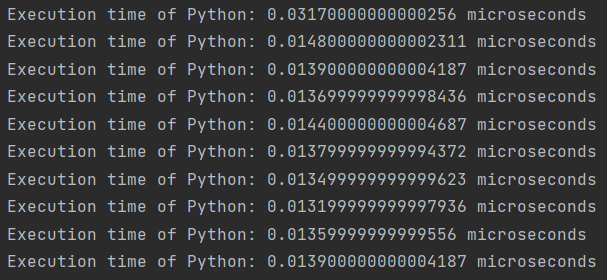 Execution time of Python: 0.03170000000000256 microseconds
Execution time of Python: 0.014800000000002311 microseconds
Execution time of Python: 0.013900000000004187 microseconds
Execution time of Python: 0.013699999999998436 microseconds
Execution time of Python: 0.014400000000004687 microseconds
Execution time of Python: 0.013799999999994372 microseconds
Execution time of Python: 0.013499999999999623 microseconds
Execution time of Python: 0.013199999999997936 microseconds
Execution time of Python: 0.01359999999999556 microseconds
Execution time of Python: 0.013900000000004187 microseconds